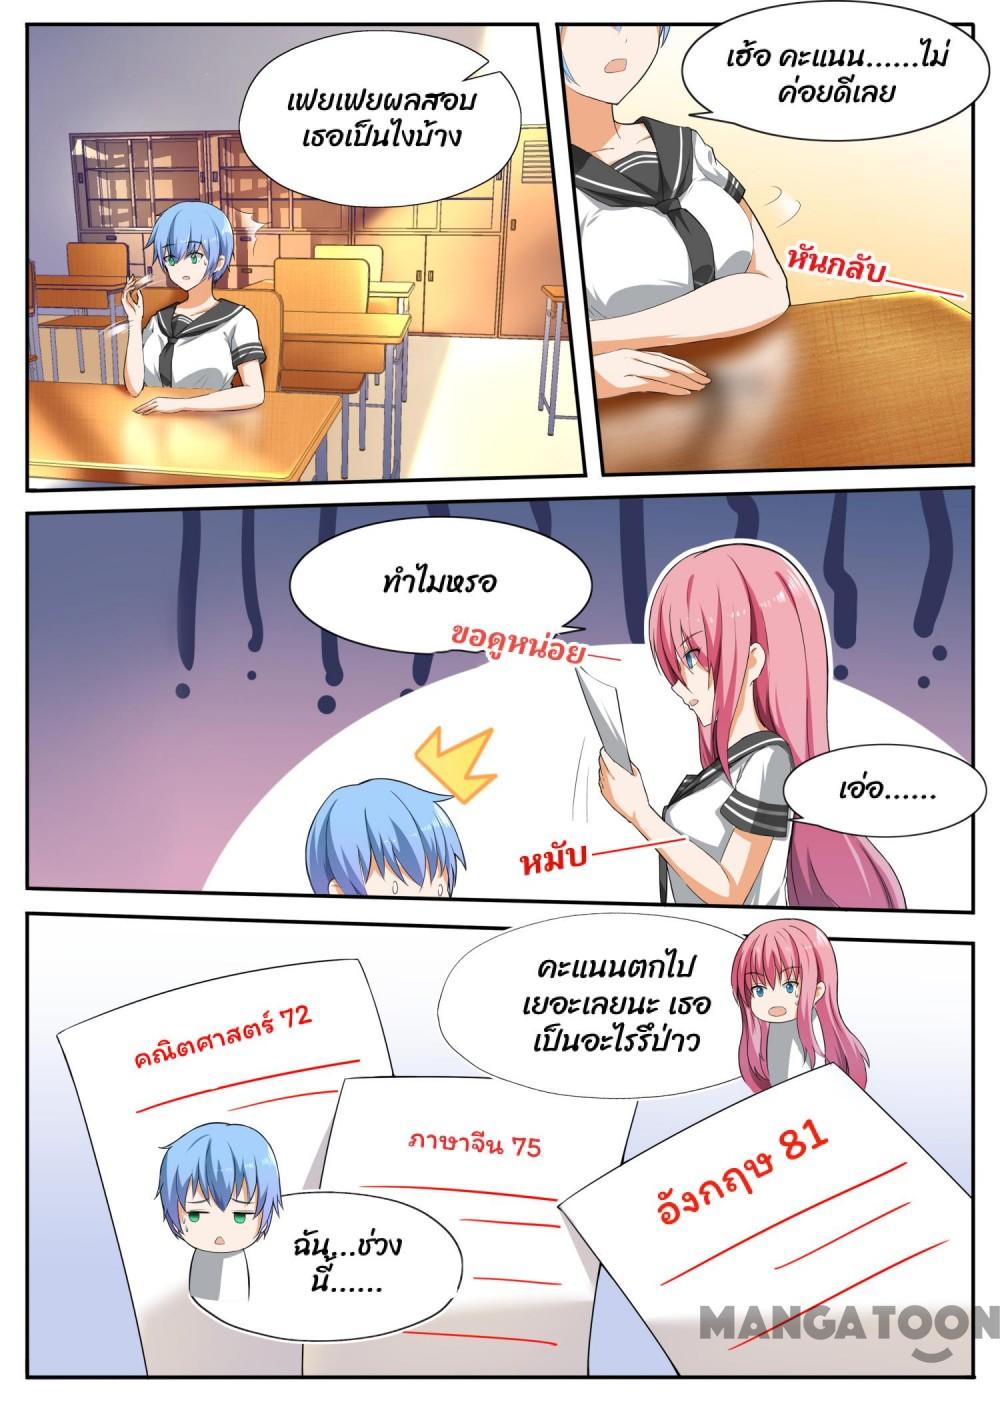 เฟยเฟยผลสอบ
เธอเป็นไงบ้าง
เฮ้อ คะแนน......ไม่
ค่อยดีเลย
หันกลับ
ทำไมหรอ
ขอดูหน่อย
เอ่อ......
หมับ
คะแนนตกไป
เยอะเลยนะ เธอ
เป็นอะไรรึป่าว
คณิตศาสตร์ 72
ภาษาจีน 75
อังกฤษ 81
ฉัน...ช่วง
นี้......
MANGATOON